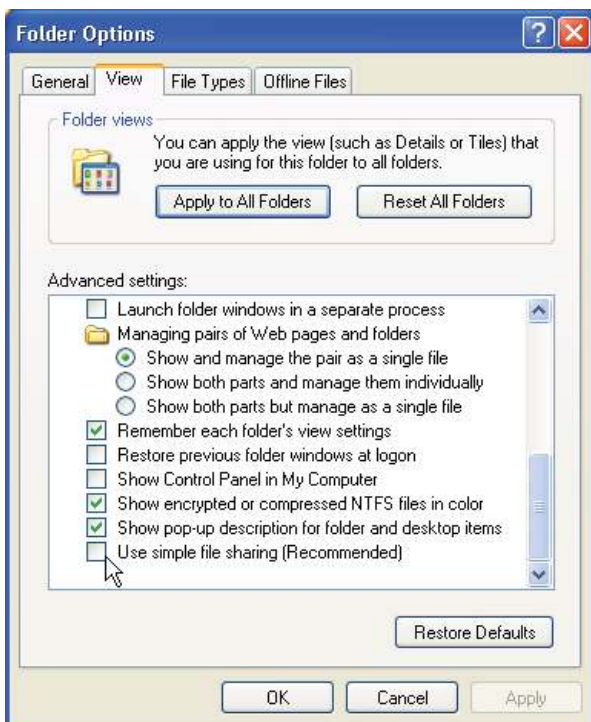 Folder Options
General
View
File Types
Offline Files
Folder views
You can apply the view (such as Details or Tiles) that
you are using for this folder to all folders.
Apply to All Folders
Reset All Folders
Advanced settings:
Launch folder windows in a separate process
Managing pairs of Web pages and folders
Show and manage the pair as a single file
Show both parts and manage them individually
Show both parts but manage as a single file
Remember each folder's view settings
Restore previous folder windows at logon
Show Control Panel in My Computer
Show encrypted or compressed NTFS files in color
Show pop-up description for folder and desktop items
Use simple file sharing (Recommended)
Restore Defaults
OK
Cancel
Apply